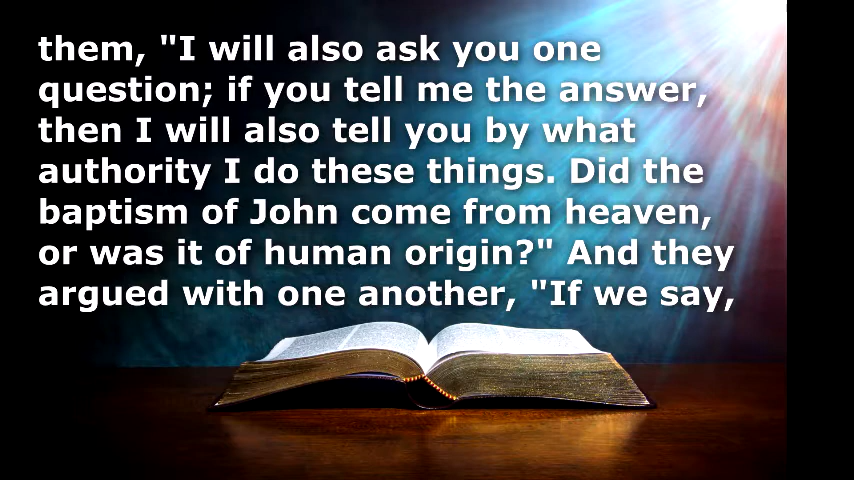 them, "I will also ask you one
question; if you tell me the answer,
then I will also tell you by what
authority I do these things. Did the
baptism of John come from heaven,
or was it of human origin?" And they
argued with one another, "If we say,